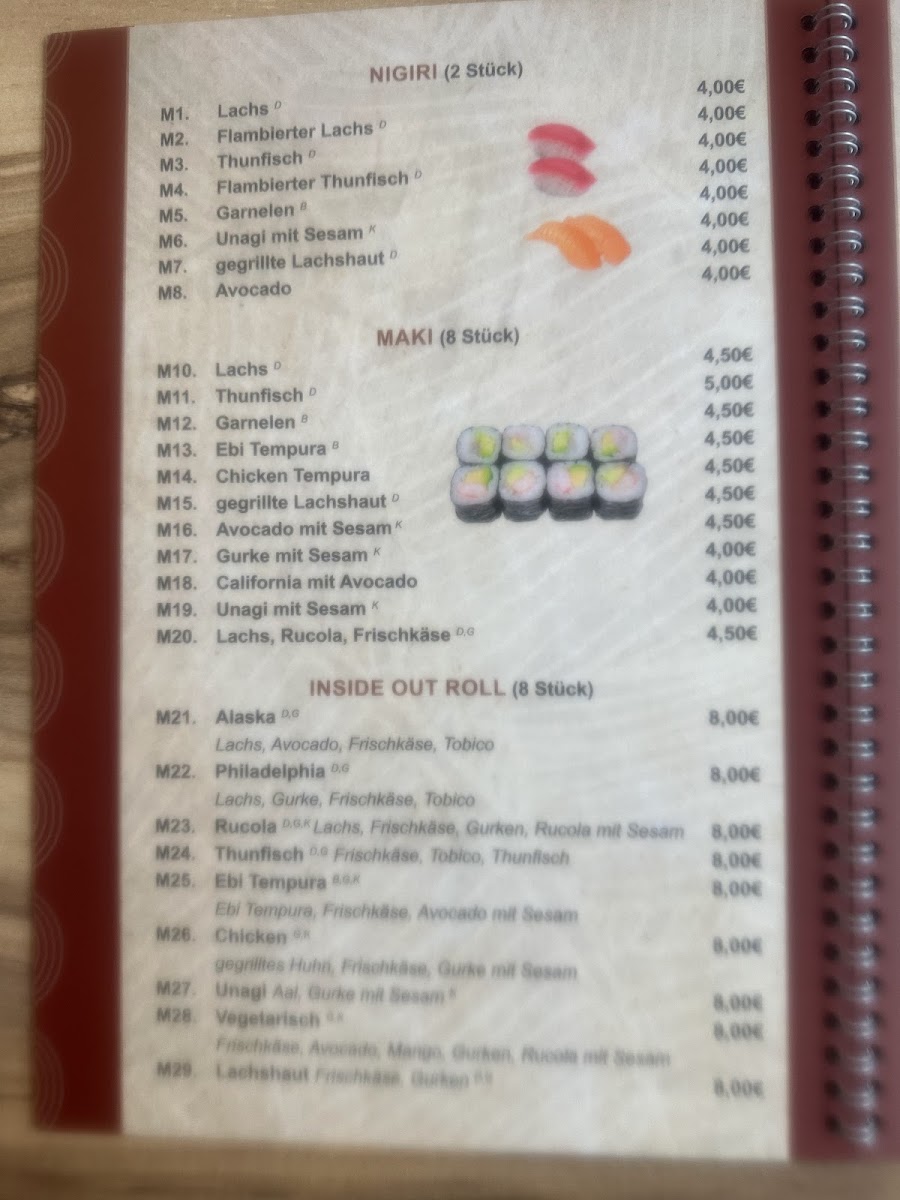 NIGIRI (2 Stück)
M1. Lachs D 4,00€
M2. Flambierter Lachs D 4,00€
M3. Thunfisch D 4,00€
M4. Flambierter Thunfisch D 4,00€
M5. Garnelen B 4,00€
M6. Unagi mit Sesam K 4,00€
M7. gegrillte Lachshaut D 4,00€
M8. Avocado 4,00€
MAKI (8 Stück)
M10. Lachs D 4,50€
M11. Thunfisch D 5,00€
M12. Garnelen B 4,50€
M13. Ebi Tempura B 4,50€
M14. Chicken Tempura 4,50€
M15. gegrillte Lachshaut D 4,50€
M16. Avocado mit Sesam K 4,50€
M17. Gurke mit Sesam K 4,00€
M18. California mit Avocado 4,00€
M19. Unagi mit Sesam K 4,00€
M20. Lachs, Rucola, Frischkäse D,G 4,50€
INSIDE OUT ROLL (8 Stück)
M21. Alaska D,G 8,00€
Lachs, Avocado, Frischkäse, Tobico
M22. Philadelphia D,G 8,00€
Lachs, Gurke, Frischkäse, Tobico
M23. Rucola D,G,K Lachs, Frischkäse, Gurken, Rucola mit Sesam 8,00€
M24. Thunfisch D,G Frischkäse, Tobico, Thunfisch 8,00€
M25. Ebi Tempura B,G,K 8,00€
Ebi Tempura, Frischkäse, Avocado mit Sesam
M26. Chicken G,K 8,00€
gegrilltes Huhn, Frischkäse, Gurke mit Sesam
M27. Unagi Aal, Gurke mit Sesam K 8,00€
M28. Vegetarisch G,K 8,00€
Frischkäse, Avocado, Mango, Gurken, Rucola mit Sesam
M29. Lachshaut Frischkäse, Gurken 8,00€